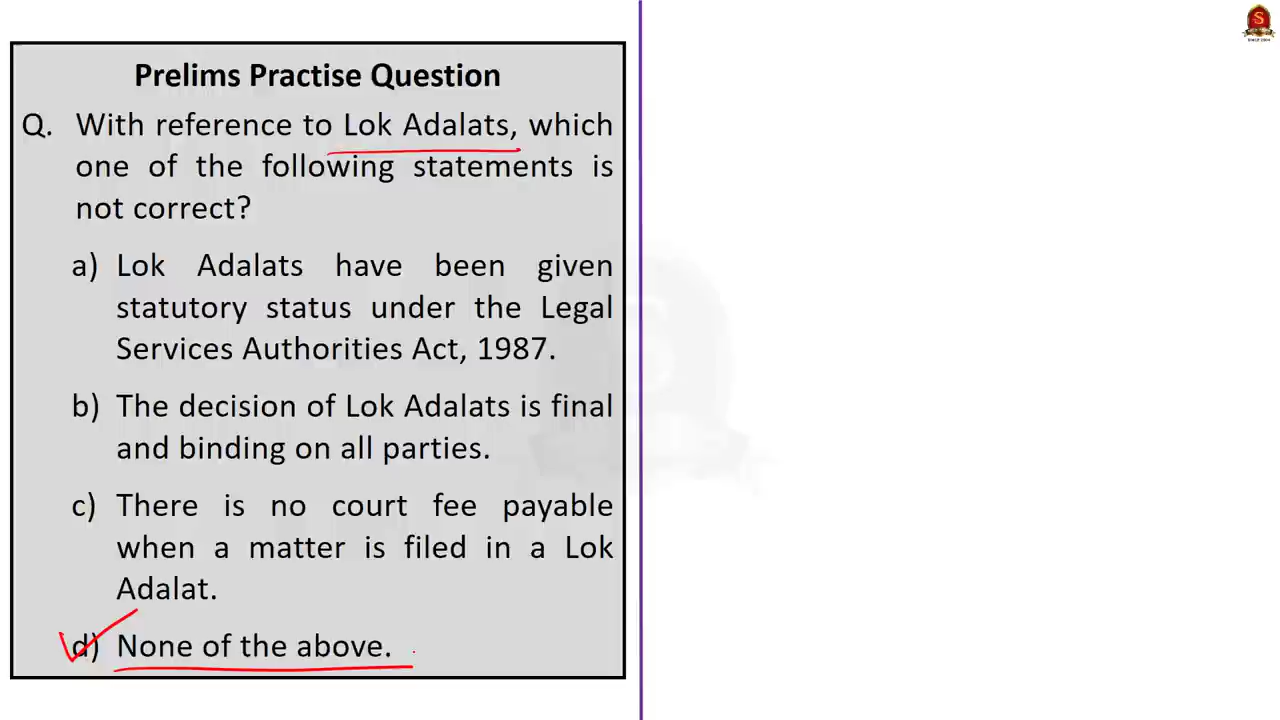 Prelims Practise Question
Q. With reference to Lok Adalats, which
one of the following statements is
not correct?
a) Lok Adalats have been given
statutory status under the Legal
Services Authorities Act, 1987.
b) The decision of Lok Adalats is final
and binding on all parties.
c) There is no court fee payable
when a matter is filed in a Lok
Adalat.
d) None of the above.